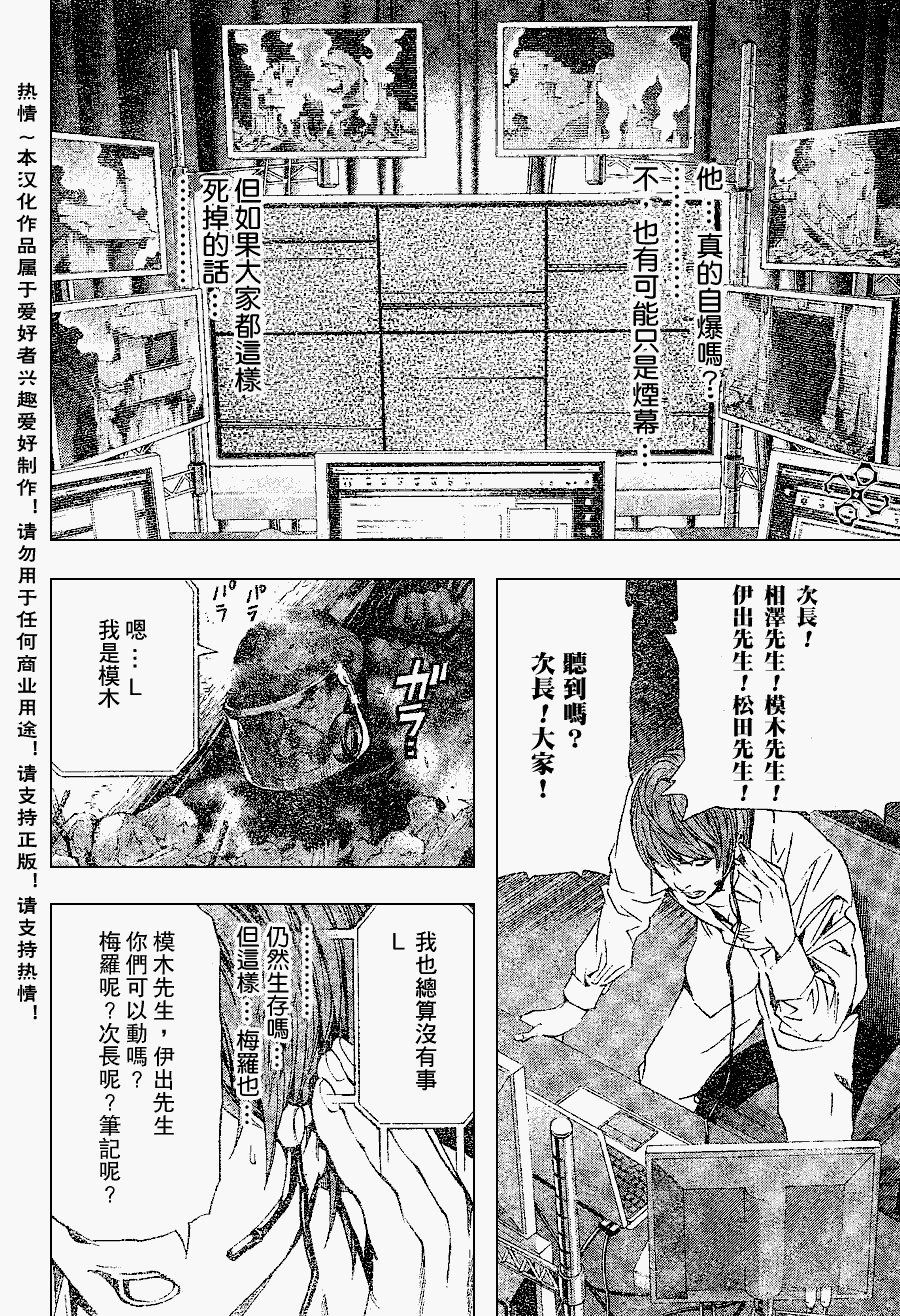 他…真的自爆嗎?
………………
不，也有可能只是煙幕…
但如果大家都這樣
死掉的話…
………………
次長!
相澤先生!模木先生!
伊出先生!松田先生!
聽到嗎?
次長!大家!
パラ
パラ
ガラ…
嗯…L
我是模木
我也總算沒有事
L
………………
仍然生存嗎…
但這樣…梅羅也…
模木先生，伊出先生
你們可以動嗎?
梅羅呢?次長呢?筆記呢?
热情~本汉化作品属于爱好者兴趣爱好制作!请勿用于任何商业用途!请支持正版!请支持热情!